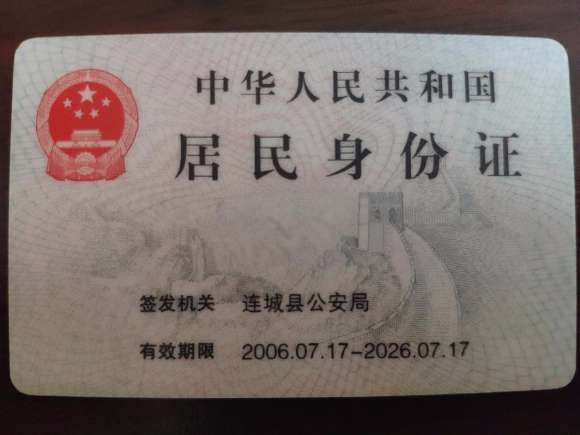 中华人民共和国
居民身份证
签发机关 连城县公安局
有效期限 2006.07.17-2026.07.17